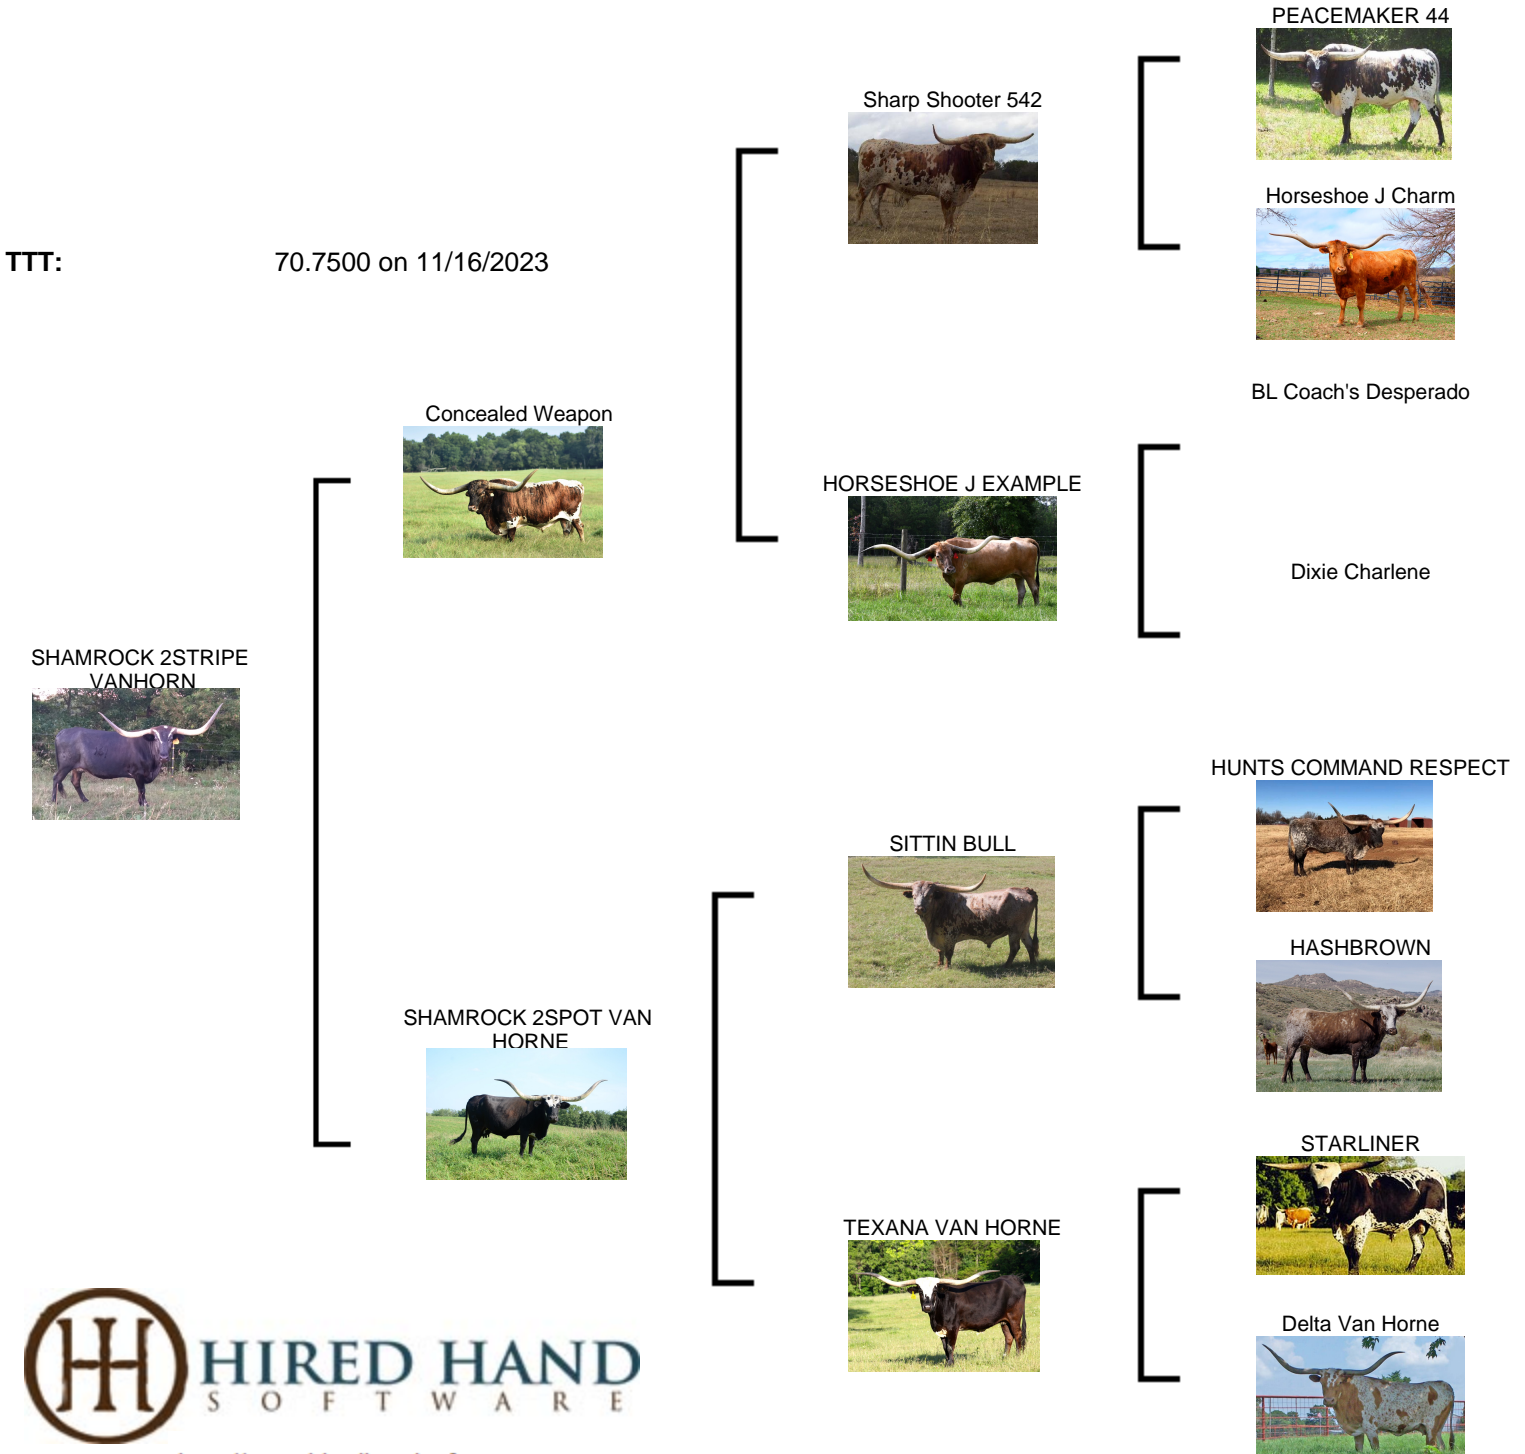 PEACEMAKER 44
Sharp Shooter 542
Horseshoe J Charm
TTT: 70.7500 on 11/16/2023
BL Coach's Desperado
Concealed Weapon
HORSESHOE J EXAMPLE
Dixie Charlene
SHAMROCK 2STRIPE
VANHORN
HUNTS COMMAND RESPECT
SITTIN BULL
HASHBROWN
SHAMROCK 2SPOT VAN
HORNE
STARLINER
TEXANA VAN HORNE
Delta Van Horne
HIRED HAND
SOFTWARE